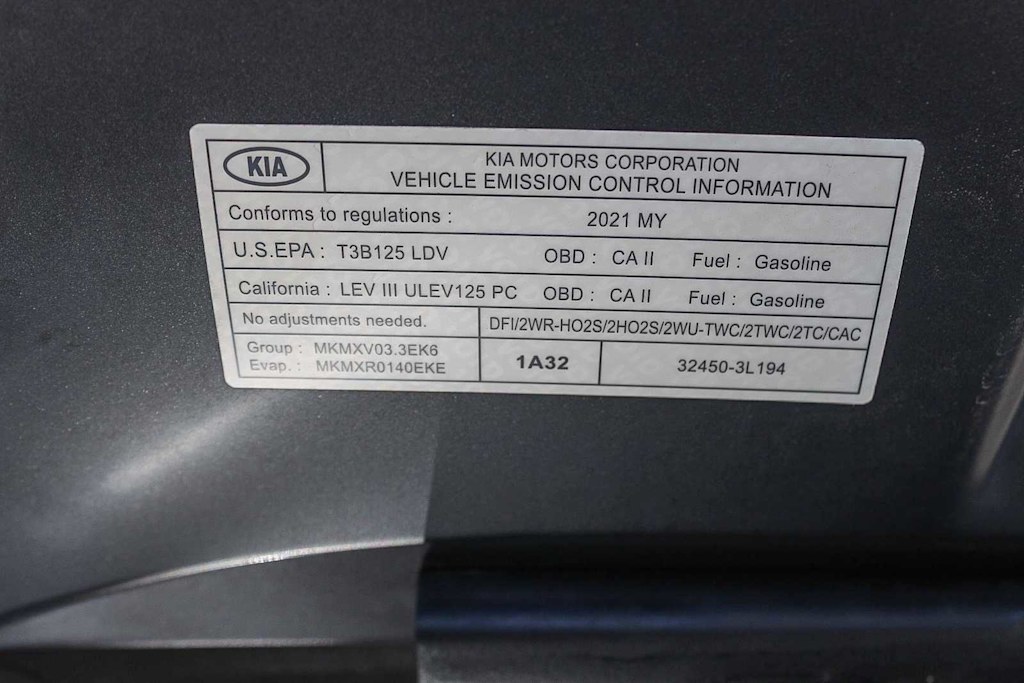 KIA
KIA MOTORS CORPORATION
VEHICLE EMISSION CONTROL INFORMATION
Conforms to regulations : 2021 MY
U.S.EPA : T3B125 LDV OBD : CA II Fuel : Gasoline
California : LEV III ULEV125 PC OBD : CA II Fuel : Gasoline
No adjustments needed. DFI/2WR-HO2S/2HO2S/2WU-TWC/2TWC/2TC/CAC
Group : MKMXV03.3EK6
Evap. : MKMXR0140EKE
1A32 32450-3L194